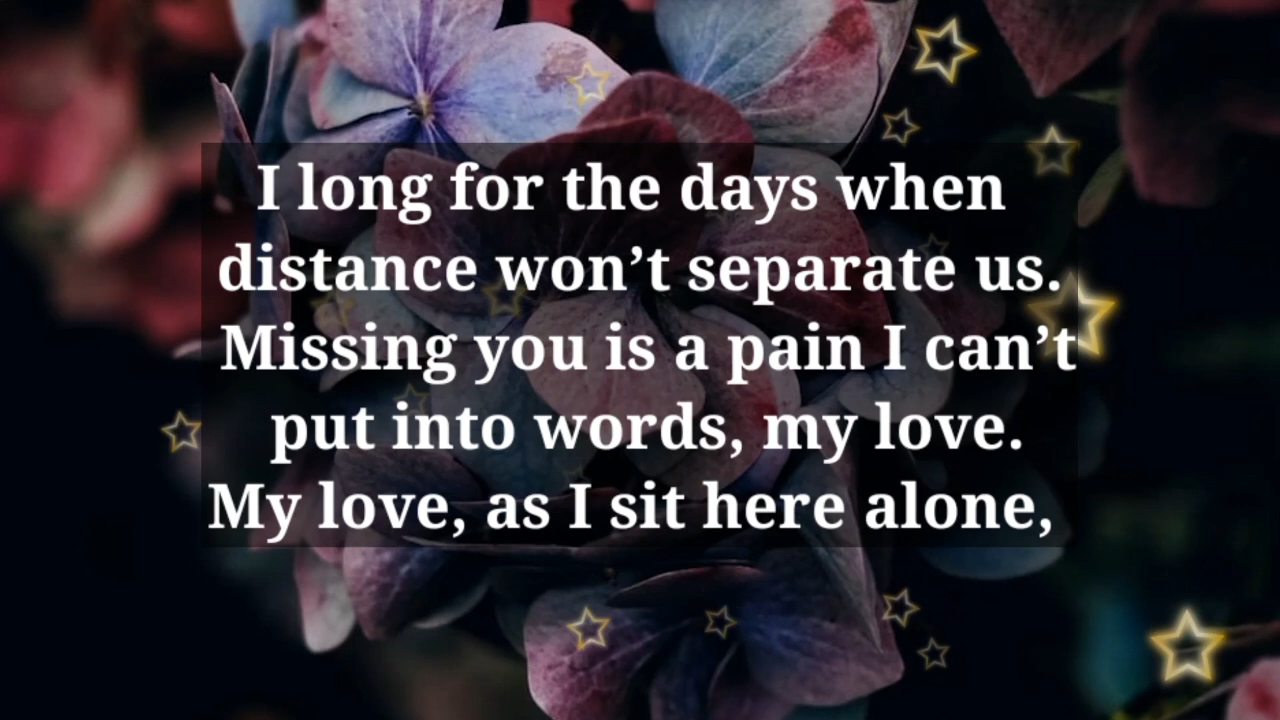 I long for the days when
distance won’t separate us.
Missing you is a pain I can’t
put into words, my love.
My love, as I sit here alone,